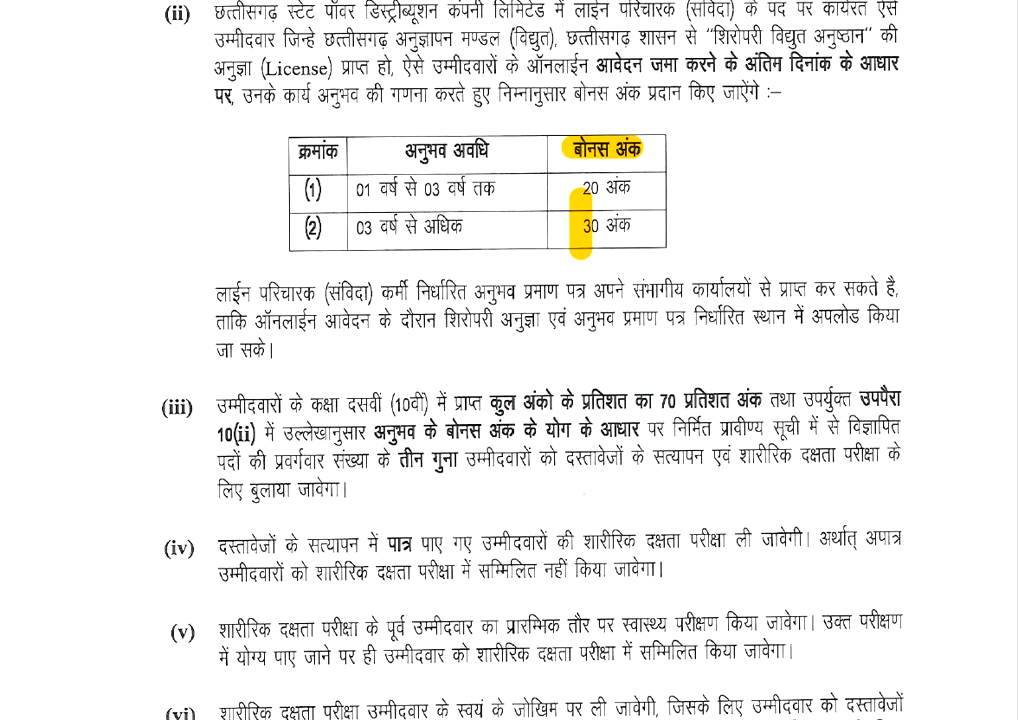 (ii) छत्तीसगढ़ स्टेट पॉवर डिस्ट्रीब्यूशन कंपनी लिमिटेड में लाईन परिचारक (संविदा) के पद पर कार्यरत ऐसे
उम्मीदवार जिन्हे छत्तीसगढ़ अनुज्ञापन मण्डल (विद्युत), छत्तीसगढ़ शासन से "शिरोपरी विद्युत अनुष्ठान" की
अनुज्ञा (License) प्राप्त हो, ऐसे उम्मीदवारों के ऑनलाईन आवेदन जमा करने के अंतिम दिनांक के आधार
पर, उनके कार्य अनुभव की गणना करते हुए निम्नानुसार बोनस अंक प्रदान किए जाऐंगे :–
क्रमांक अनुभव अवधि बोनस अंक
(1) 01 वर्ष से 03 वर्ष तक 20 अंक
(2) 03 वर्ष से अधिक 30 अंक
लाईन परिचारक (संविदा) कर्मी निर्धारित अनुभव प्रमाण पत्र अपने संभागीय कार्यालयों से प्राप्त कर सकते है,
ताकि ऑनलाईन आवेदन के दौरान शिरोपरी अनुज्ञा एवं अनुभव प्रमाण पत्र निर्धारित स्थान में अपलोड किया
जा सके।
(iii) उम्मीदवारों के कक्षा दसवीं (10वीं) में प्राप्त कुल अंको के प्रतिशत का 70 प्रतिशत अंक तथा उपर्युक्त उपपैरा
10(ii) में उल्लेखानुसार अनुभव के बोनस अंक के योग के आधार पर निर्मित प्रावीण्य सूची में से विज्ञापित
पदों की प्रवर्गवार संख्या के तीन गुना उम्मीदवारों को दस्तावेजों के सत्यापन एवं शारीरिक दक्षता परीक्षा के
लिए बुलाया जावेगा।
(iv) दस्तावेजों के सत्यापन में पात्र पाए गए उम्मीदवारों की शारीरिक दक्षता परीक्षा ली जावेगी। अर्थात् अपात्र
उम्मीदवारों को शारीरिक दक्षता परीक्षा में सम्मिलित नहीं किया जावेगा।
(v) शारीरिक दक्षता परीक्षा के पूर्व उम्मीदवार का प्रारम्भिक तौर पर स्वास्थ्य परीक्षण किया जावेगा। उक्त परीक्षण
में योग्य पाए जाने पर ही उम्मीदवार को शारीरिक दक्षता परीक्षा में सम्मिलित किया जावेगा।
(vi) शारीरिक दक्षता परीक्षा उम्मीदवार के स्वयं के जोखिम पर ली जावेगी, जिसके लिए उम्मीदवार को दस्तावेजों